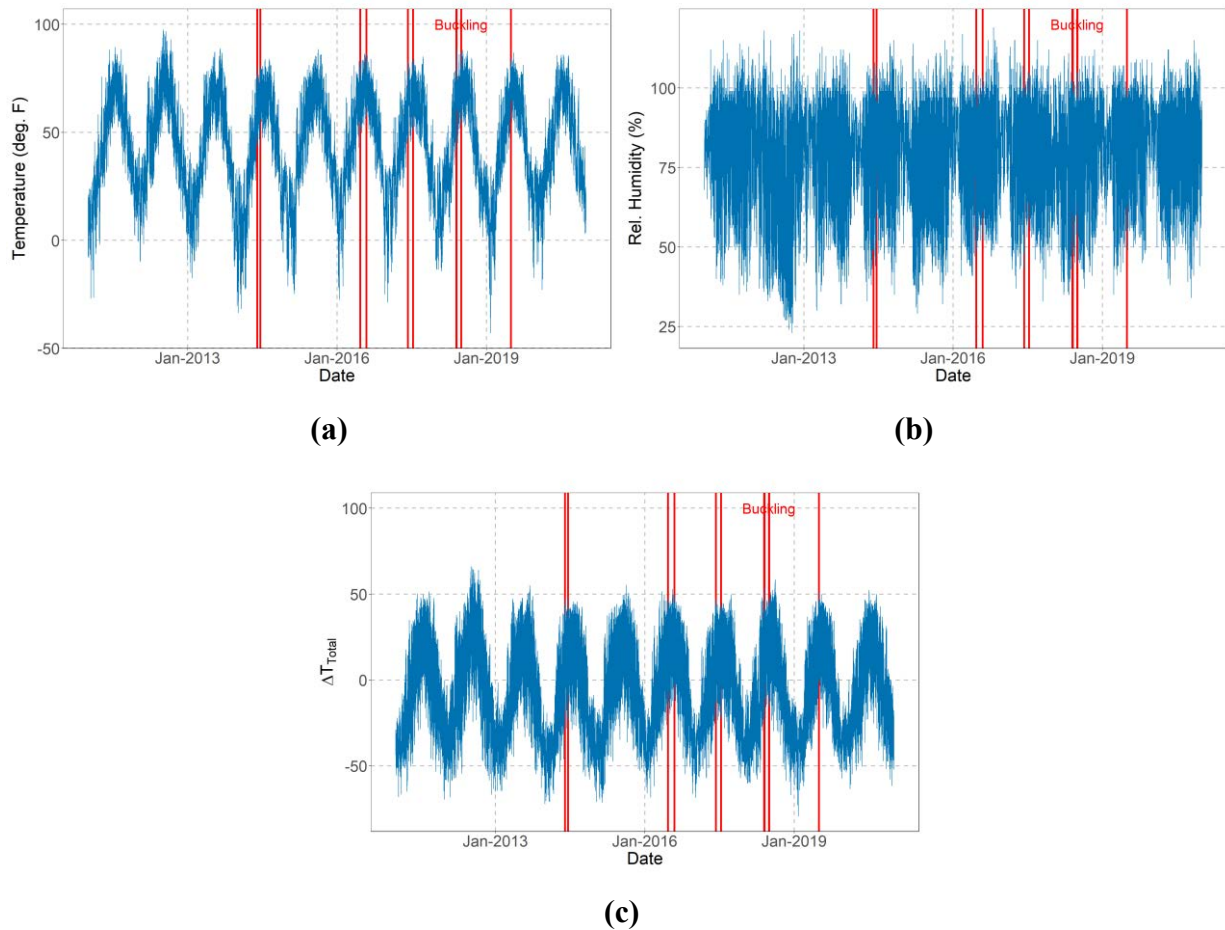 Buckling
100
50
0
-50
Temperature (deg. F)
Jan-2013 Jan-2016 Jan-2019
Date
(a)
Buckling
100
75
50
25
Rel. Humidity (%)
Jan-2013 Jan-2016 Jan-2019
Date
(b)
Buckling
100
50
0
-50
ΔT_Total
Jan-2013 Jan-2016 Jan-2019
Date
(c)